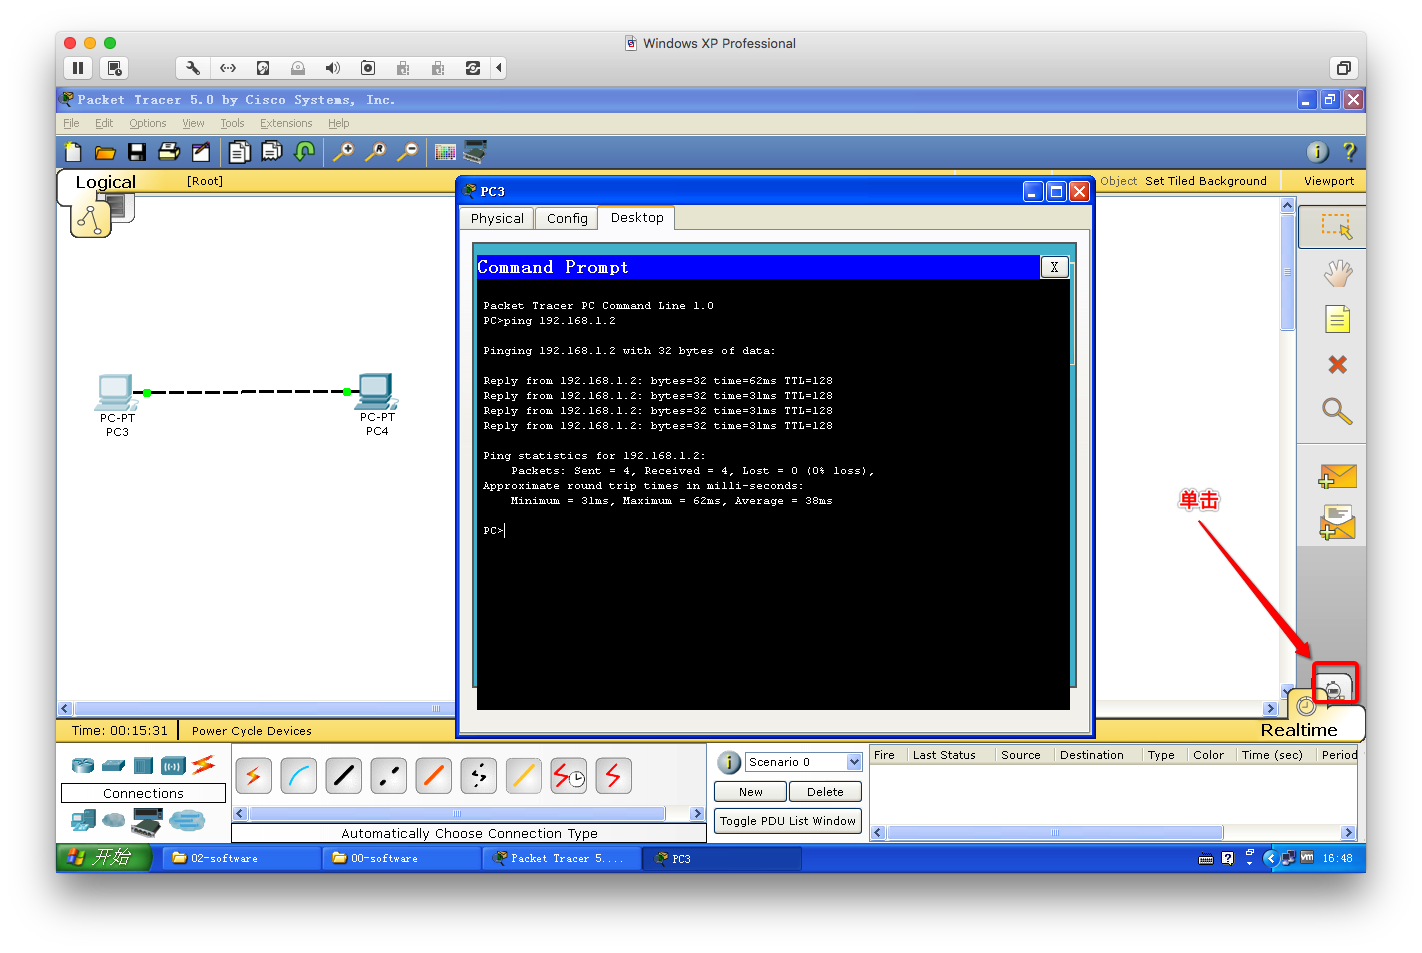 Windows XP Professional
Packet Tracer 5.0 by Cisco Systems, Inc.
File Edit Options View Tools Extensions Help
Logical
[Root]
Object
Set Tiled Background
Viewport
PC3
Physical
Config
Desktop
Command Prompt
X
Packet Tracer PC Command Line 1.0
PC>ping 192.168.1.2
Pinging 192.168.1.2 with 32 bytes of data:
Reply from 192.168.1.2: bytes=32 time=62ms TTL=128
Reply from 192.168.1.2: bytes=32 time=31ms TTL=128
Reply from 192.168.1.2: bytes=32 time=31ms TTL=128
Reply from 192.168.1.2: bytes=32 time=31ms TTL=128
Ping statistics for 192.168.1.2:
Packets: Sent = 4, Received = 4, Lost = 0 (0% loss),
Approximate round trip times in milli-seconds:
Minimum = 31ms, Maximum = 62ms, Average = 38ms
PC>
PC-PT
PC3
PC-PT
PC4
单击
Time: 00:15:31
Power Cycle Devices
Realtime
Connections
Automatically Choose Connection Type
Scenario 0
New
Delete
Toggle PDU List Window
Fire Last Status Source Destination Type Color Time (sec) Period
开始
02-software
00-software
Packet Tracer 5....
PC3
16:48